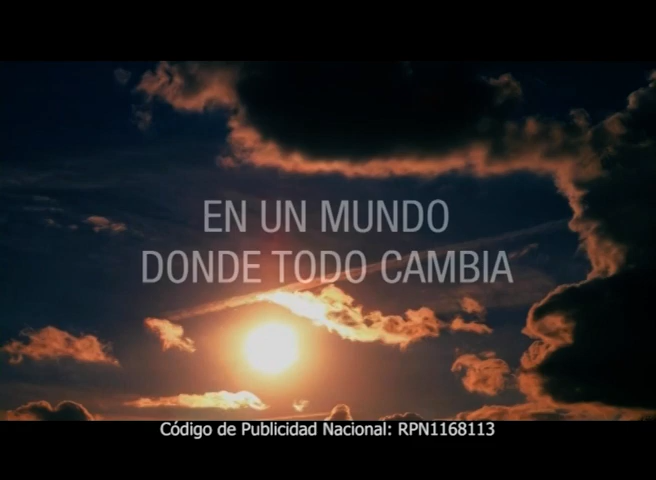 EN UN MUNDO
DONDE TODO CAMBIA
Código de Publicidad Nacional: RPN1168113